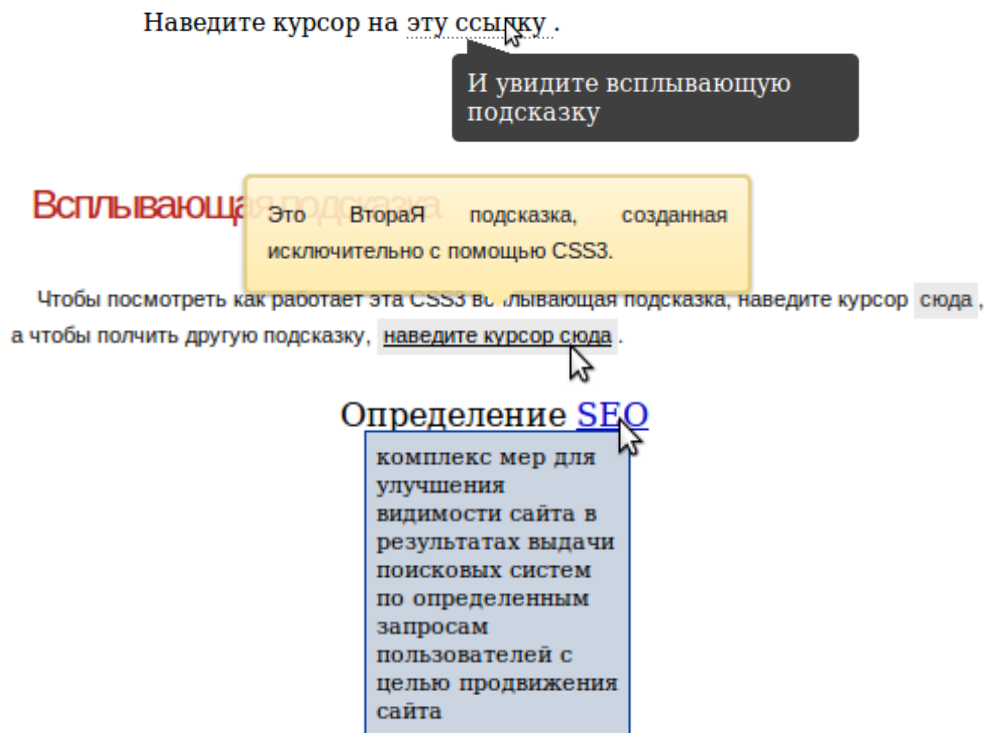 Наведите курсор на эту ссылку .
И увидите всплывающую
подсказку
Всплывающая подсказка
Это ВтораЯ подсказка, созданная
исключительно с помощью CSS3.
Чтобы посмотреть как работает эта CSS3 всплывающая подсказка, наведите курсор сюда ,
а чтобы полчить другую подсказку, наведите курсор сюда .
Определение SEO
комплекс мер для
улучшения
видимости сайта в
результатах выдачи
поисковых систем
по определенным
запросам
пользователей с
целью продвижения
сайта